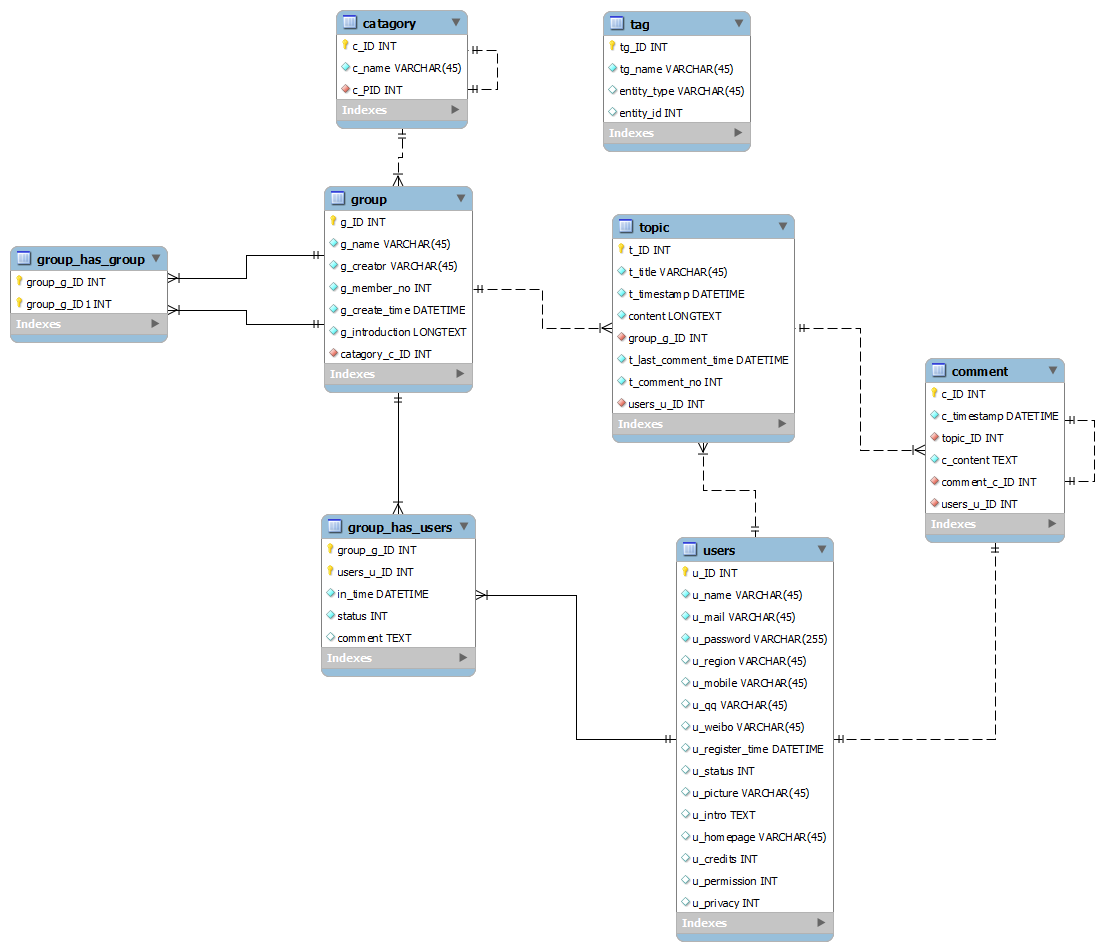 catagory
c_ID INT
c_name VARCHAR(45)
c_PID INT
Indexes
tag
tg_ID INT
tg_name VARCHAR(45)
entity_type VARCHAR(45)
entity_id INT
Indexes
group
g_ID INT
g_name VARCHAR(45)
g_creator VARCHAR(45)
g_member_no INT
g_create_time DATETIME
g_introduction LONGTEXT
catagory_c_ID INT
Indexes
group_has_group
group_g_ID INT
group_g_ID1 INT
Indexes
topic
t_ID INT
t_title VARCHAR(45)
t_timestamp DATETIME
content LONGTEXT
group_g_ID INT
t_last_comment_time DATETIME
t_comment_no INT
users_u_ID INT
Indexes
comment
c_ID INT
c_timestamp DATETIME
topic_ID INT
c_content TEXT
comment_c_ID INT
users_u_ID INT
Indexes
group_has_users
group_g_ID INT
users_u_ID INT
in_time DATETIME
status INT
comment TEXT
Indexes
users
u_ID INT
u_name VARCHAR(45)
u_mail VARCHAR(45)
u_password VARCHAR(255)
u_region VARCHAR(45)
u_mobile VARCHAR(45)
u_qq VARCHAR(45)
u_weibo VARCHAR(45)
u_register_time DATETIME
u_status INT
u_picture VARCHAR(45)
u_intro TEXT
u_homepage VARCHAR(45)
u_credits INT
u_permission INT
u_privacy INT
Indexes